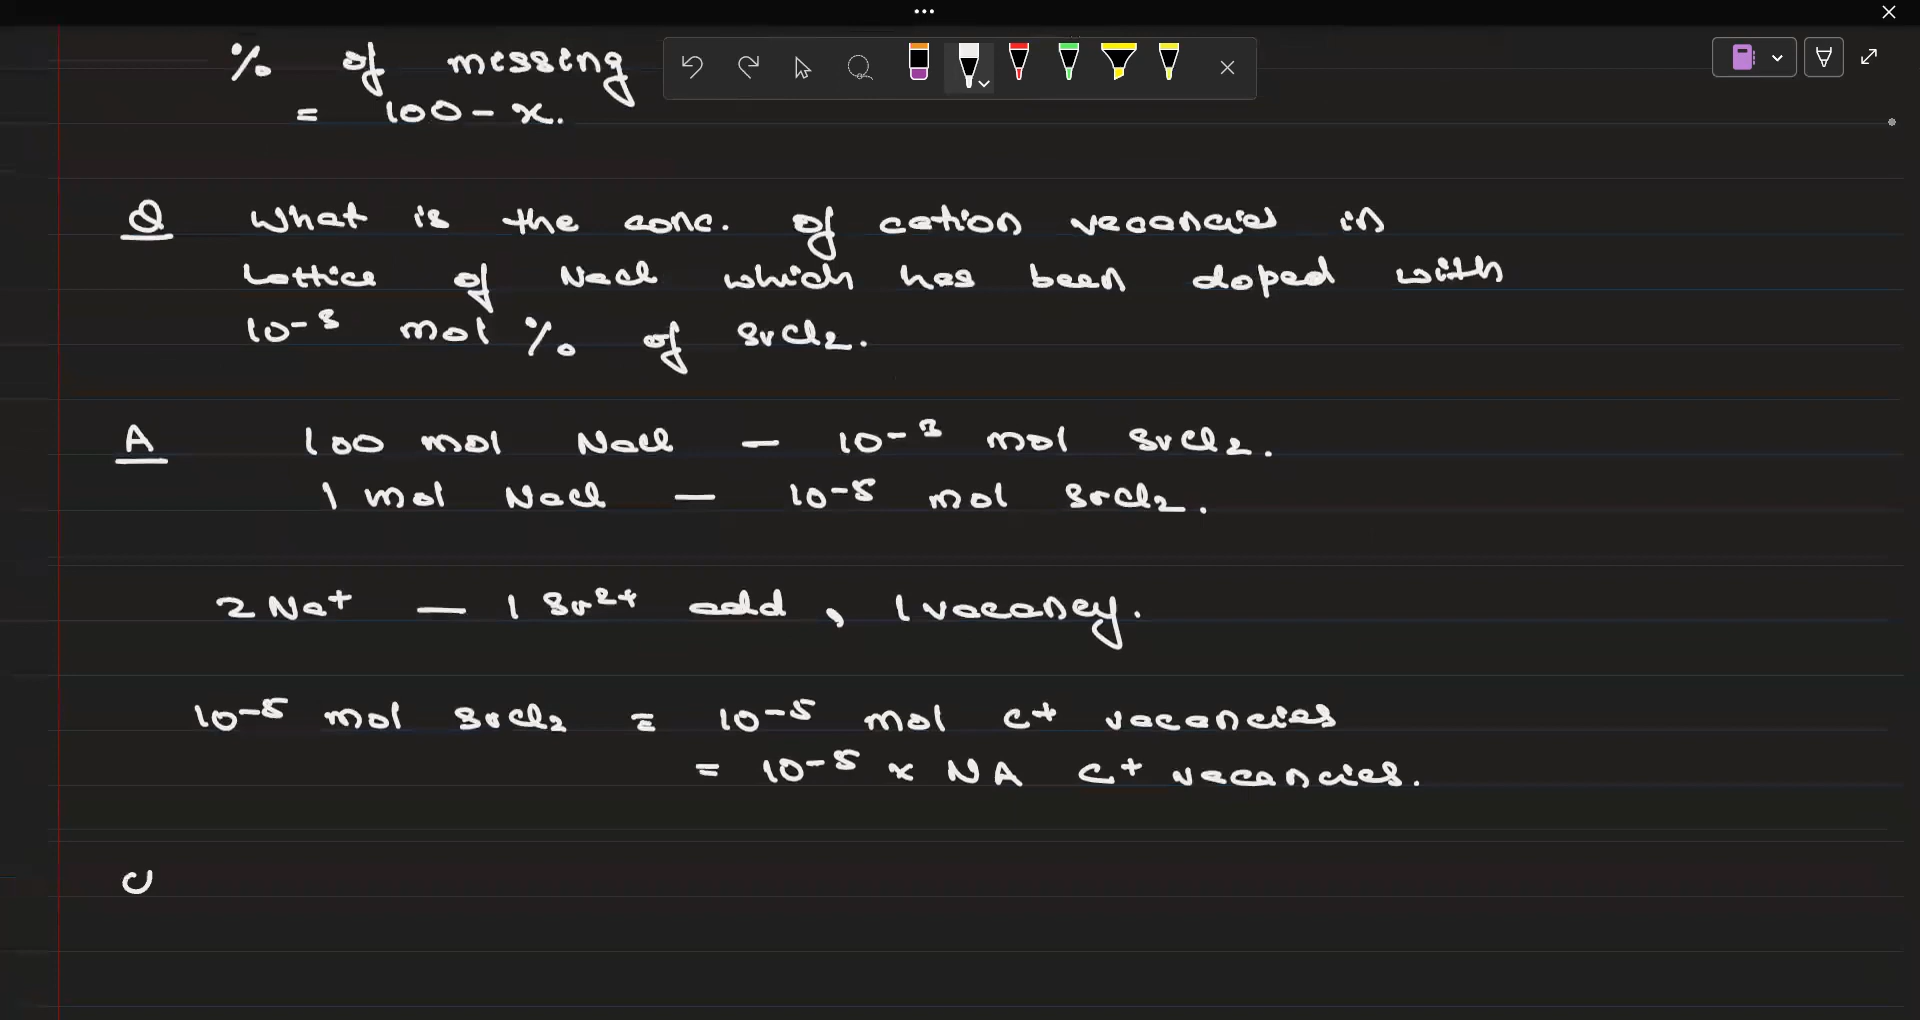 % of missing
= 100 - x.
Q What is the conc. of cation vacancies in
Lattice of NaCl which has been doped with
10-3 mol % of SrCl2.
A 100 mol NaCl — 10-3 mol SrCl2.
1 mol NaCl — 10-5 mol SrCl2.
2 Na+ — 1 Sr2+ add, 1 vacancy.
10-5 mol SrCl2 = 10-5 mol C+ vacancies
= 10-5 x NA C+ vacancies.